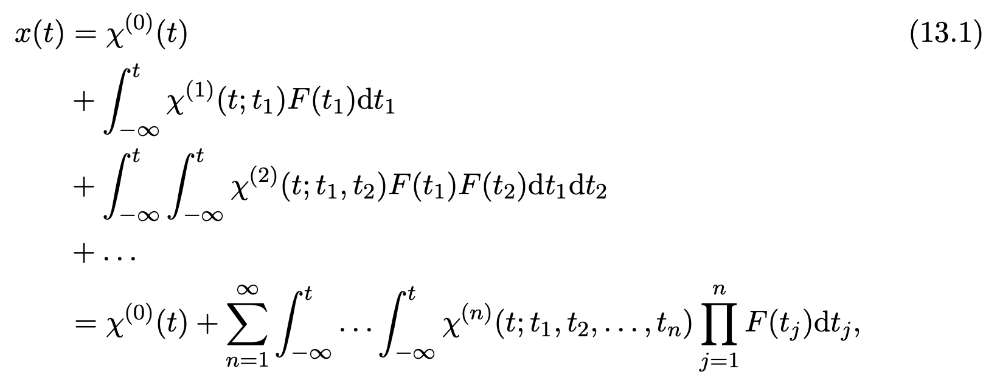 x(t) = χ^{(0)}(t) (13.1)
+ ∫_{−∞}^{t} χ^{(1)}(t; t_1)F(t_1)dt_1
+ ∫_{−∞}^{t} ∫_{−∞}^{t} χ^{(2)}(t; t_1, t_2)F(t_1)F(t_2)dt_1dt_2
+ …
= χ^{(0)}(t) + ∑_{n=1}^{∞} ∫_{−∞}^{t} … ∫_{−∞}^{t} χ^{(n)}(t; t_1, t_2, …, t_n) ∏_{j=1}^{n} F(t_j)dt_j,